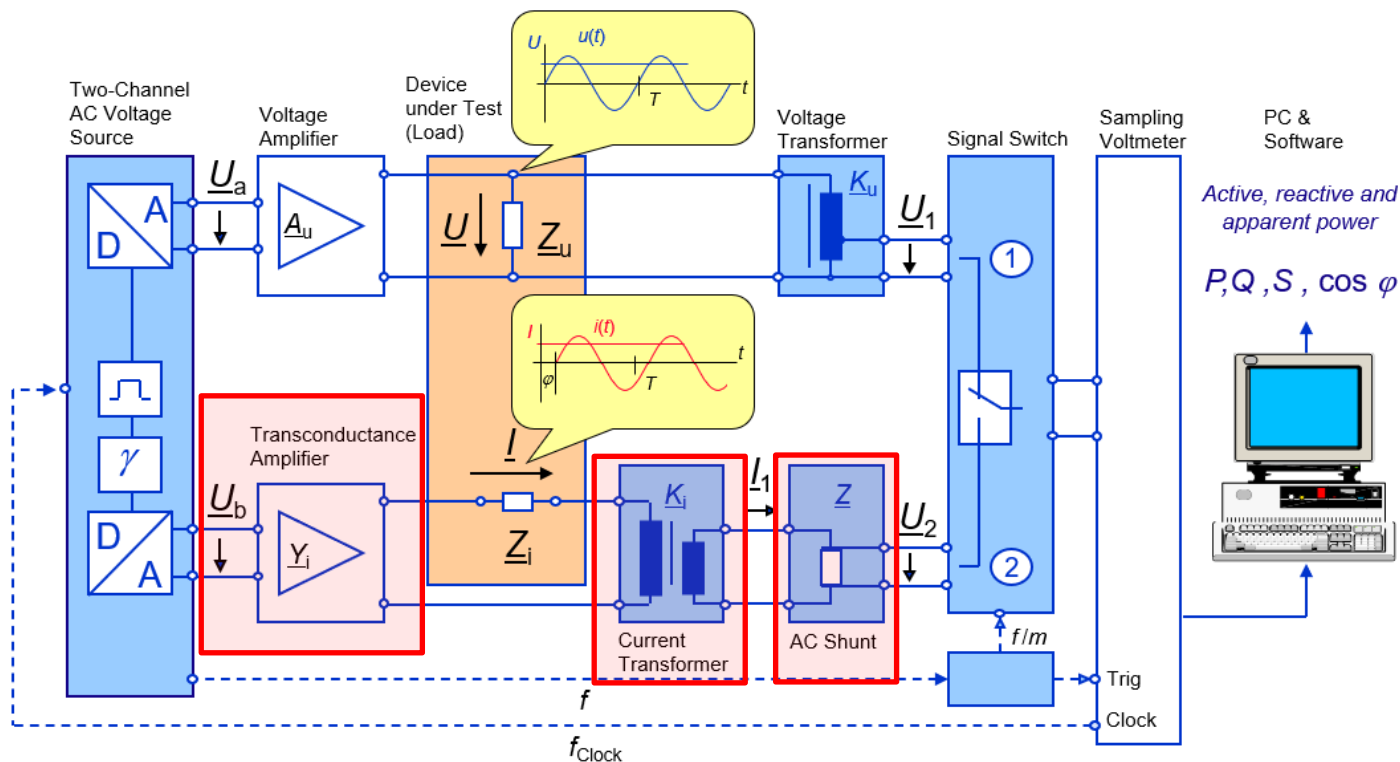 Two-Channel
AC Voltage
Source
Voltage
Amplifier
Device
under Test
(Load)
U
u(t)
T
t
Voltage
Transformer
Signal Switch
Sampling
Voltmeter
PC &
Software
Active, reactive and
apparent power
P,Q ,S , cos φ
A
D
U_a
A_u
U
Z_u
K_u
U_1
1
I
i(t)
φ
T
t
γ
Transconductance
Amplifier
D
A
U_b
Y_i
I
Z_i
K_i
I_1
Z
U_2
2
Current
Transformer
AC Shunt
f/m
f
Trig
Clock
f_Clock